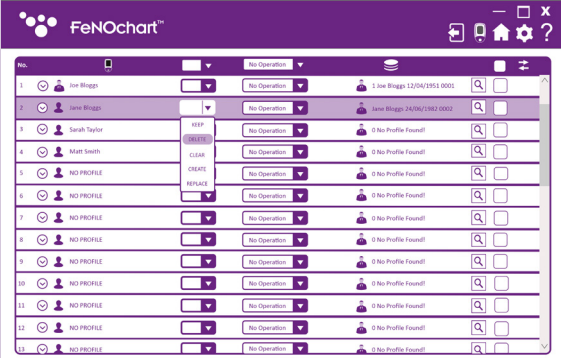 FeNOchart™
No. No Operation
1 Joe Bloggs No Operation 1 Joe Bloggs 12/04/1951 0001
2 Jane Bloggs Jane Bloggs 24/06/1982 0002
KEEP
3 Sarah Taylor No Operation 0 No Profile Found!
DELETE
4 Matt Smith No Operation 0 No Profile Found!
CLEAR
CREATE
5 NO PROFILE No Operation 0 No Profile Found!
REPLACE
6 NO PROFILE No Operation 0 No Profile Found!
7 NO PROFILE No Operation 0 No Profile Found!
8 NO PROFILE No Operation 0 No Profile Found!
9 NO PROFILE No Operation 0 No Profile Found!
10 NO PROFILE No Operation 0 No Profile Found!
11 NO PROFILE No Operation 0 No Profile Found!
12 NO PROFILE No Operation 0 No Profile Found!
13 NO PROFILE No Operation 0 No Profile Found!